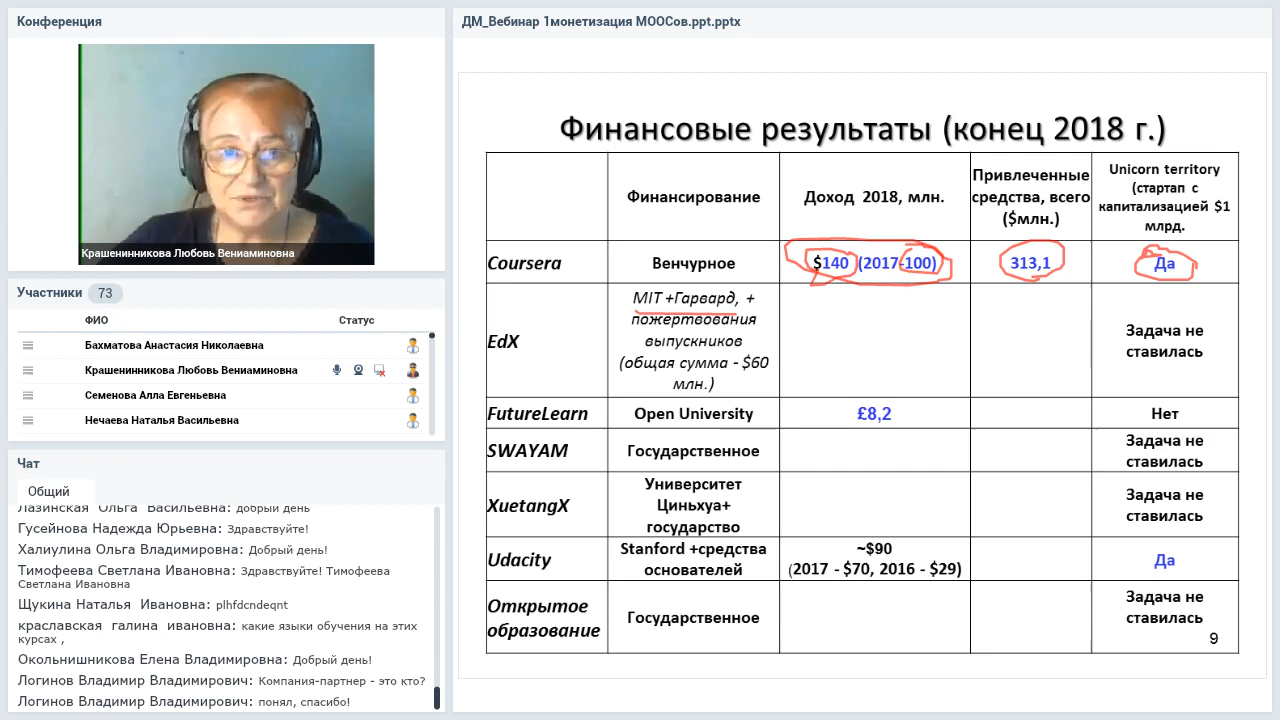 Конференция
Крашенинникова Любовь Вениаминовна
Участники 73
ФИО Статус
Бахматова Анастасия Николаевна
Крашенинникова Любовь Вениаминовна
Семенова Алла Евгеньевна
Нечаева Наталья Васильевна
Чат
Общий
Лазинская Ольга Васильевна: добрый день
Гусейнова Надежда Юрьевна: Здравствуйте!
Халиулина Ольга Владимировна: Добрый день!
Тимофеева Светлана Ивановна: Здравствуйте! Тимофеева
Светлана Ивановна
Щукина Наталья Ивановна: plhfdcndeqnt
краславская галина ивановна: какие языки обучения на этих
курсах ,
Окольнишникова Елена Владимировна: Добрый день!
Логинов Владимир Владимирович: Компания-партнер - это кто?
Логинов Владимир Владимирович: понял, спасибо!
ДМ_Вебинар 1монетизация МООСов.ppt.pptx
Финансовые результаты (конец 2018 г.)
Финансирование
Доход 2018, млн.
Привлеченные
средства, всего
($млн.)
Unicorn territory
(стартап с
капитализацией $1
млрд.
Coursera
Венчурное
$140 (2017-100)
313,1
Да
EdX
MIT +Гарвард, +
пожертвования
выпускников
(общая сумма - $60
млн.)
Задача не
ставилась
FutureLearn
Open University
£8,2
Нет
SWAYAM
Государственное
Задача не
ставилась
XuetangX
Университет
Циньхуа+
государство
Задача не
ставилась
Udacity
Stanford +средства
основателей
~$90
(2017 - $70, 2016 - $29)
Да
Открытое
образование
Государственное
Задача не
ставилась
9